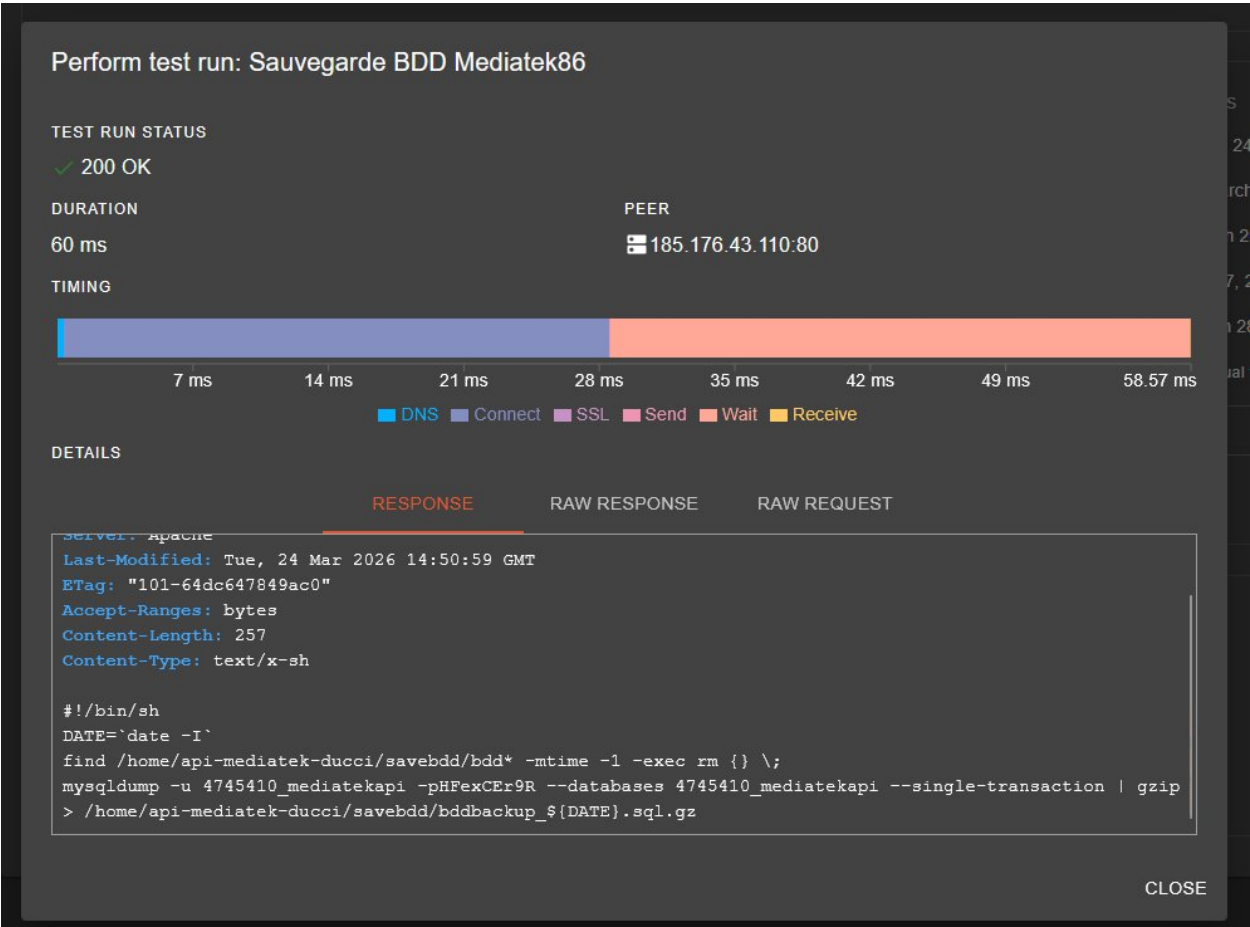 Perform test run: Sauvegarde BDD Mediatek86
TEST RUN STATUS
200 OK
DURATION
PEER
60 ms
185.176.43.110:80
TIMING
7 ms 14 ms 21 ms 28 ms 35 ms 42 ms 49 ms 58.57 ms
DNS Connect SSL Send Wait Receive
DETAILS
RESPONSE RAW RESPONSE RAW REQUEST
Server: Apache
Last-Modified: Tue, 24 Mar 2026 14:50:59 GMT
ETag: "101-64dc647849ac0"
Accept-Ranges: bytes
Content-Length: 257
Content-Type: text/x-sh
#!/bin/sh
DATE=`date -I`
find /home/api-mediatek-ducci/savebdd/bdd* -mtime -1 -exec rm {} \;
mysqldump -u 4745410_mediatekapi -pHFexCEr9R --databases 4745410_mediatekapi --single-transaction | gzip
> /home/api-mediatek-ducci/savebdd/bddbackup_${DATE}.sql.gz
CLOSE